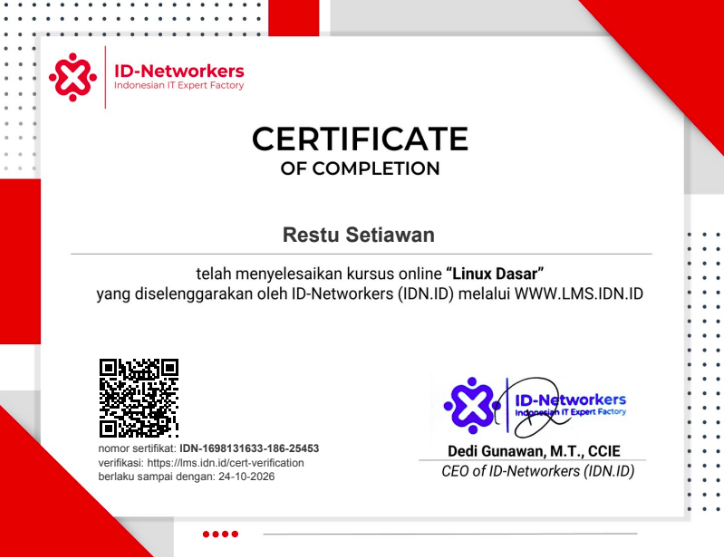 ID-Networkers
Indonesian IT Expert Factory
CERTIFICATE
OF COMPLETION
Restu Setiawan
telah menyelesaikan kursus online “Linux Dasar”
yang diselenggarakan oleh ID-Networkers (IDN.ID) melalui WWW.LMS.IDN.ID
nomor sertifikat: IDN-1698131633-186-25453
verifikasi: https://lms.idn.id/cert-verification
berlaku sampai dengan: 24-10-2026
ID-Networkers
Indonesian IT Expert Factory
Dedi Gunawan, M.T., CCIE
CEO of ID-Networkers (IDN.ID)